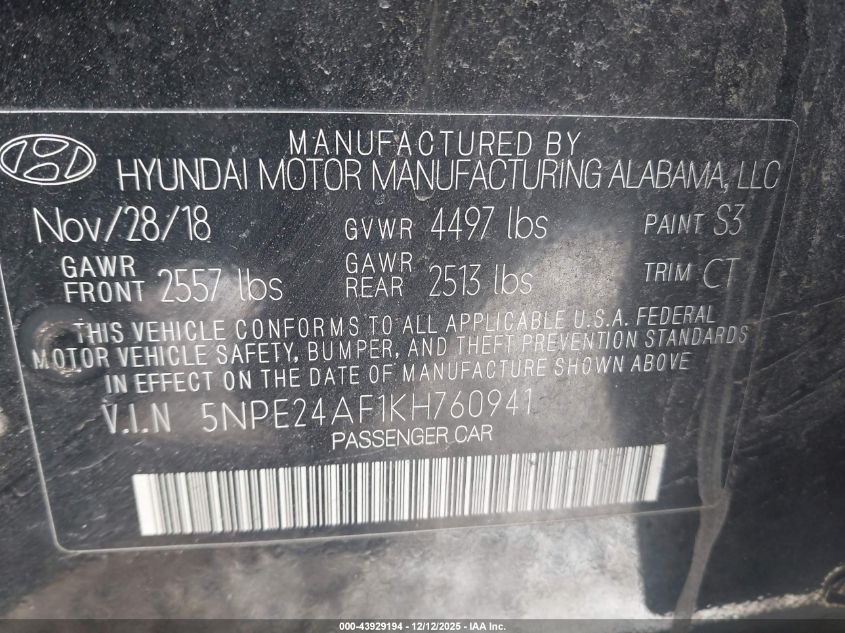 MANUFACTURED BY
HYUNDAI MOTOR MANUFACTURING ALABAMA, LLC
Nov/28/18 GVWR 4497 lbs PAINT S3
GAWR FRONT 2557 lbs GAWR REAR 2513 lbs TRIM CT
THIS VEHICLE CONFORMS TO ALL APPLICABLE U.S.A. FEDERAL
MOTOR VEHICLE SAFETY, BUMPER, AND THEFT PREVENTION STANDARDS
IN EFFECT ON THE DATE OF MANUFACTURE SHOWN ABOVE
V.I.N 5NPE24AF1KH760941
PASSENGER CAR
000-43929194 - 12/12/2025 - IAA Inc.